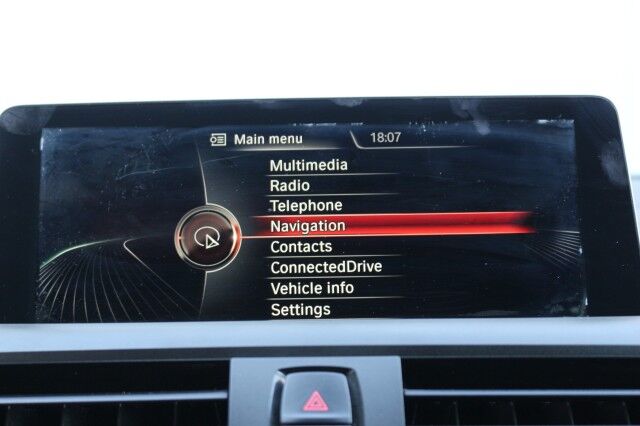 Main menu 18:07
Multimedia
Radio
Telephone
Navigation
Contacts
ConnectedDrive
Vehicle info
Settings